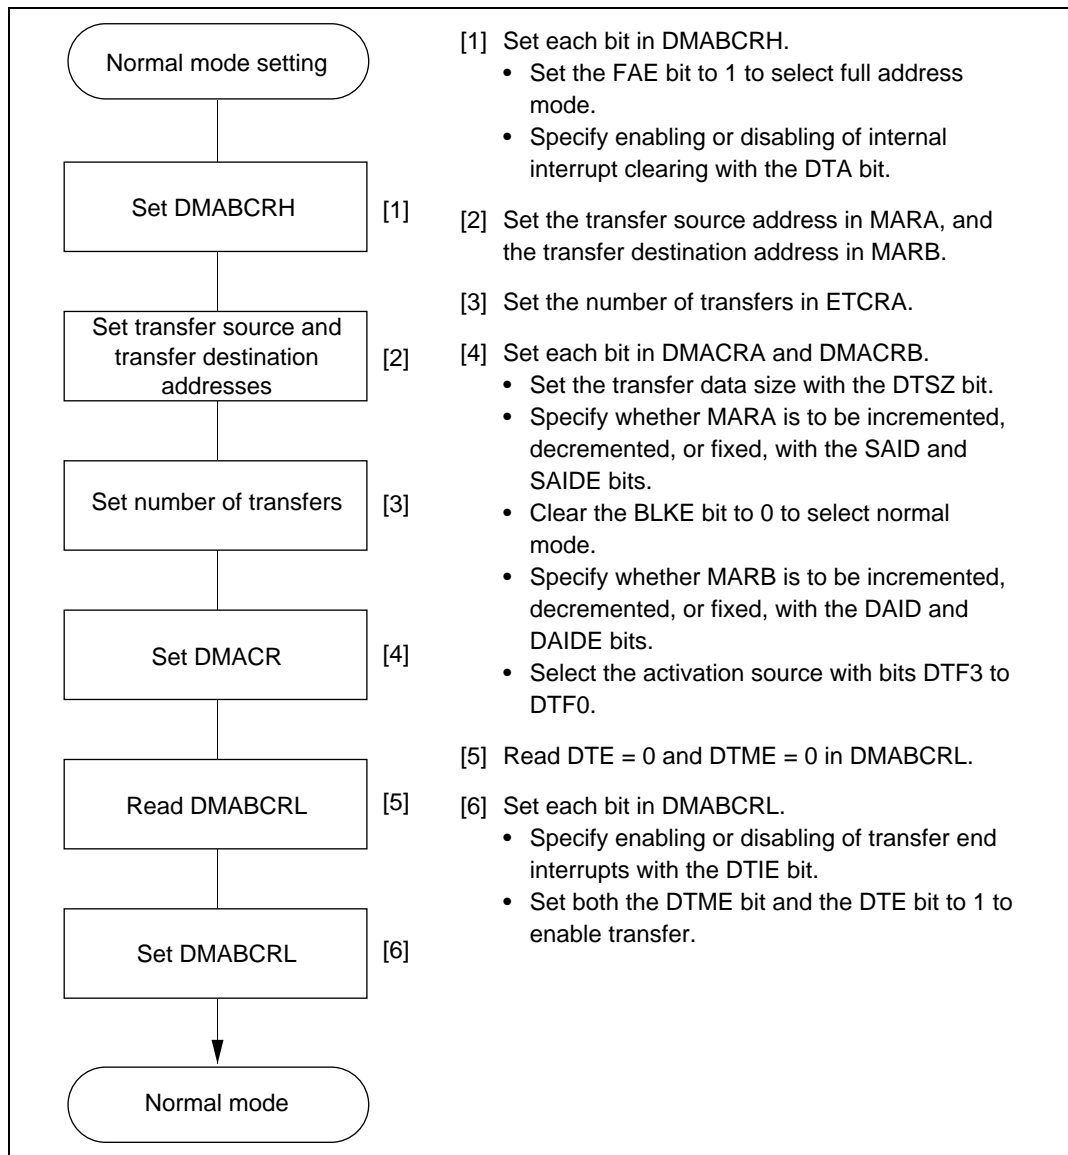 Normal mode setting
Set DMABCRH
[1]
Set transfer source and
transfer destination
addresses
[2]
Set number of transfers
[3]
Set DMACR
[4]
Read DMABCRL
[5]
Set DMABCRL
[6]
Normal mode
[1] Set each bit in DMABCRH.
• Set the FAE bit to 1 to select full address
mode.
• Specify enabling or disabling of internal
interrupt clearing with the DTA bit.
[2] Set the transfer source address in MARA, and
the transfer destination address in MARB.
[3] Set the number of transfers in ETCRA.
[4] Set each bit in DMACRA and DMACRB.
• Set the transfer data size with the DTSZ bit.
• Specify whether MARA is to be incremented,
decremented, or fixed, with the SAID and
SAIDE bits.
• Clear the BLKE bit to 0 to select normal
mode.
• Specify whether MARB is to be incremented,
decremented, or fixed, with the DAID and
DAIDE bits.
• Select the activation source with bits DTF3 to
DTF0.
[5] Read DTE = 0 and DTME = 0 in DMABCRL.
[6] Set each bit in DMABCRL.
• Specify enabling or disabling of transfer end
interrupts with the DTIE bit.
• Set both the DTME bit and the DTE bit to 1 to
enable transfer.